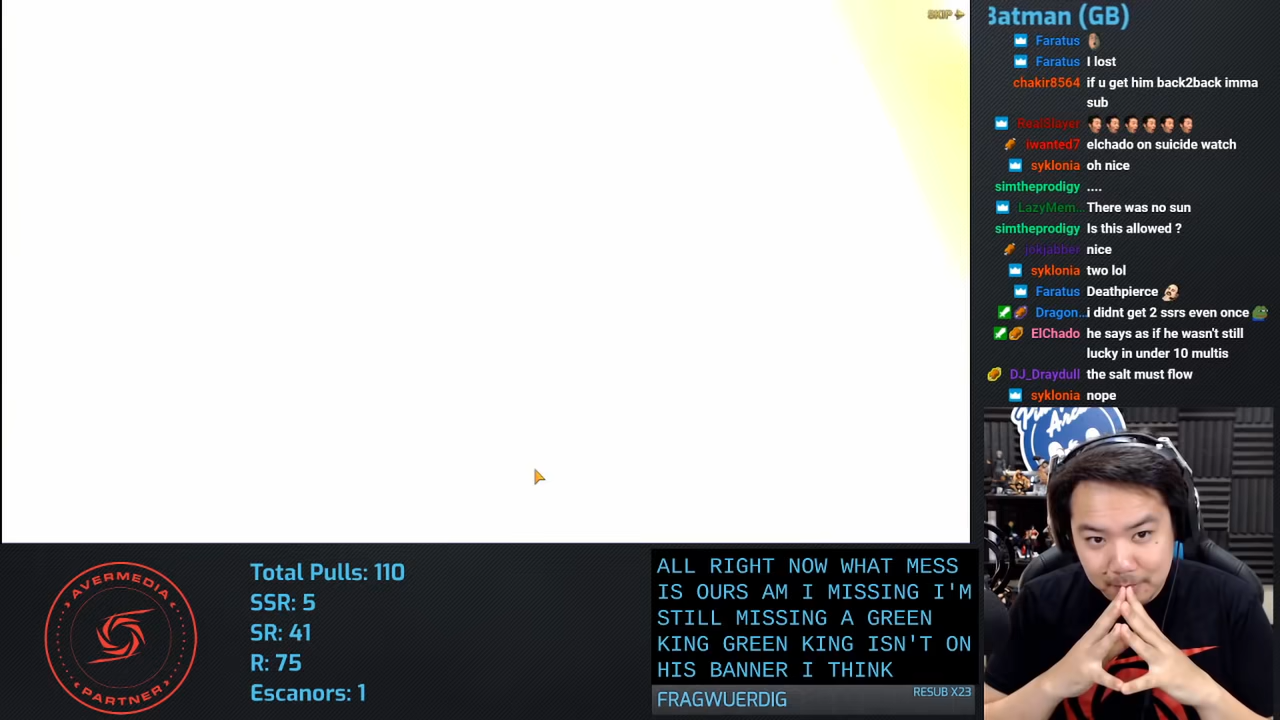 SKIP
Batman (GB)
Faratus
Faratus I lost
chakir8564 if u get him back2back imma
sub
RealSlayer
iwanted7 elchado on suicide watch
syklonia oh nice
simtheprodigy ....
LazyMem... There was no sun
simtheprodigy Is this allowed ?
jokjabber nice
syklonia two lol
Faratus Deathpierce
Dragon... i didnt get 2 ssrs even once
ElChado he says as if he wasn't still
lucky in under 10 multis
DJ_Draydull the salt must flow
syklonia nope
AVERMEDIA
PARTNER
Total Pulls: 110
SSR: 5
SR: 41
R: 75
Escanors: 1
ALL RIGHT NOW WHAT MESS
IS OURS AM I MISSING I'M
STILL MISSING A GREEN
KING GREEN KING ISN'T ON
HIS BANNER I THINK
FRAGWUERDIG
RESUB X23